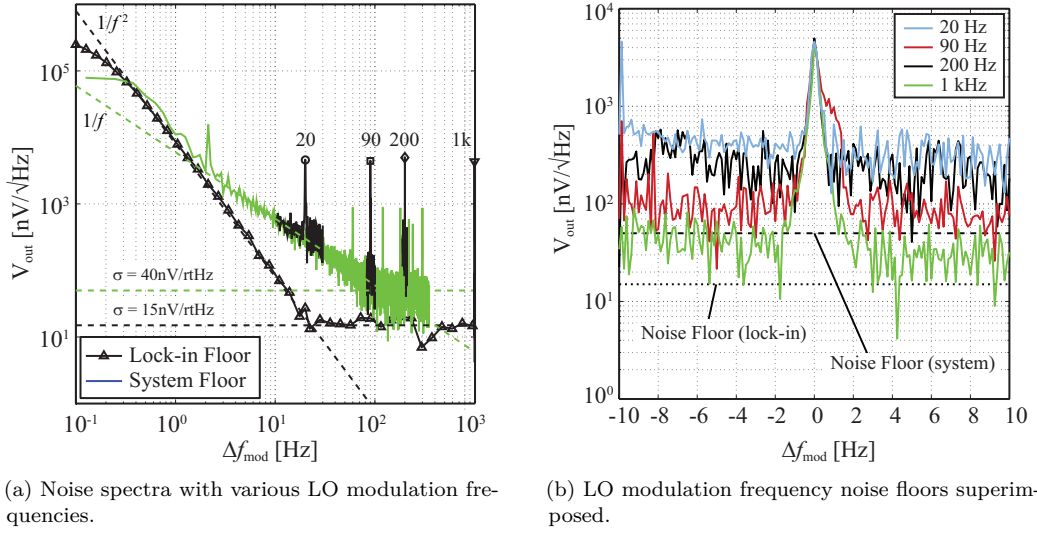 1/f²
1/f
10⁵
10³
10¹
V_out [nV/√Hz]
20
90
200
1k
σ = 40nV/rtHz
σ = 15nV/rtHz
Lock-in Floor
System Floor
10⁻¹
10⁰
10¹
10²
10³
Δf_mod [Hz]
(a) Noise spectra with various LO modulation fre-
quencies.
10⁴
10³
10²
10¹
10⁰
V_out [nV/√Hz]
20 Hz
90 Hz
200 Hz
1 kHz
Noise Floor (lock-in)
Noise Floor (system)
-10
-8
-6
-4
-2
0
2
4
6
8
10
Δf_mod [Hz]
(b) LO modulation frequency noise floors superim-
posed.